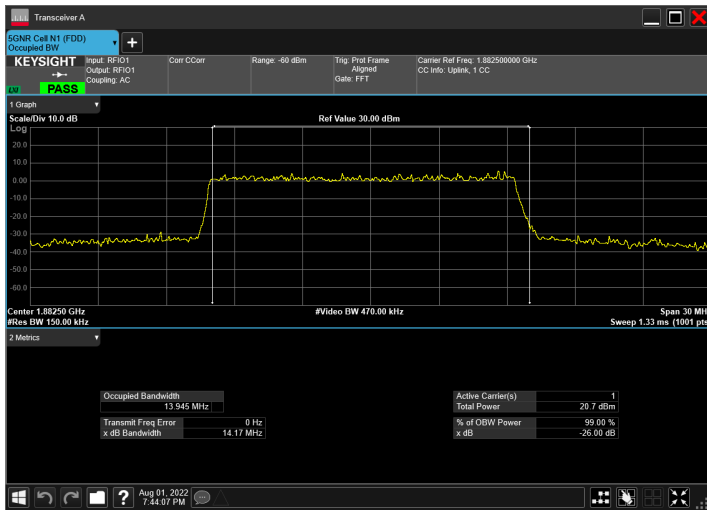 Transceiver A
5GNR Cell N1 (FDD)
Occupied BW
KEYSIGHT
LXI
PASS
Input: RFIO1
Output: RFIO1
Coupling: AC
Corr CCorr
Range: -60 dBm
Trig: Prot Frame
Aligned
Gate: FFT
Carrier Ref Freq: 1.882500000 GHz
CC Info: Uplink, 1 CC
1 Graph
Scale/Div 10.0 dB
Ref Value 30.00 dBm
Log
20.0
10.0
0.00
-10.0
-20.0
-30.0
-40.0
-50.0
-60.0
Center 1.88250 GHz
#Video BW 470.00 kHz
Span 30 MH
#Res BW 150.00 kHz
Sweep 1.33 ms (1001 pts
2 Metrics
Occupied Bandwidth
13.945 MHz
Active Carrier(s) 1
Total Power 20.7 dBm
Transmit Freq Error 0 Hz
x dB Bandwidth 14.17 MHz
% of OBW Power 99.00 %
x dB -26.00 dB
?
Aug 01, 2022
7:44:07 PM